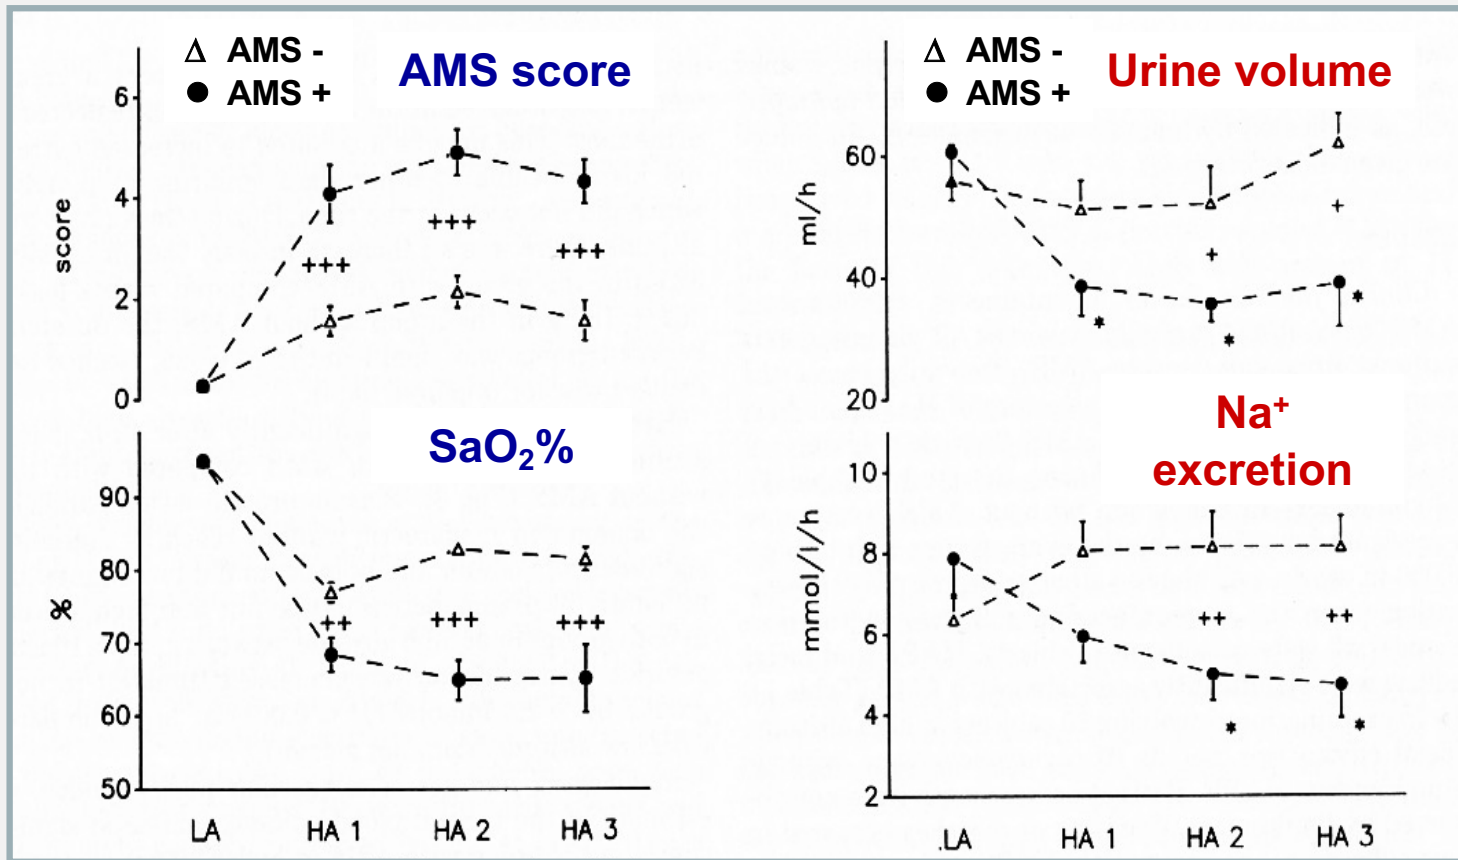 △ AMS -
● AMS +
AMS score
6
4
2
0
score
+++
+++
+++
SaO₂%
90
80
70
60
50
%
++
+++
+++
LA
HA 1
HA 2
HA 3
△ AMS -
● AMS +
Urine volume
60
40
20
ml/h
+
+
*
*
*
Na⁺
excretion
10
8
6
4
2
mmol/l/h
++
++
*
*
.LA
HA 1
HA 2
HA 3